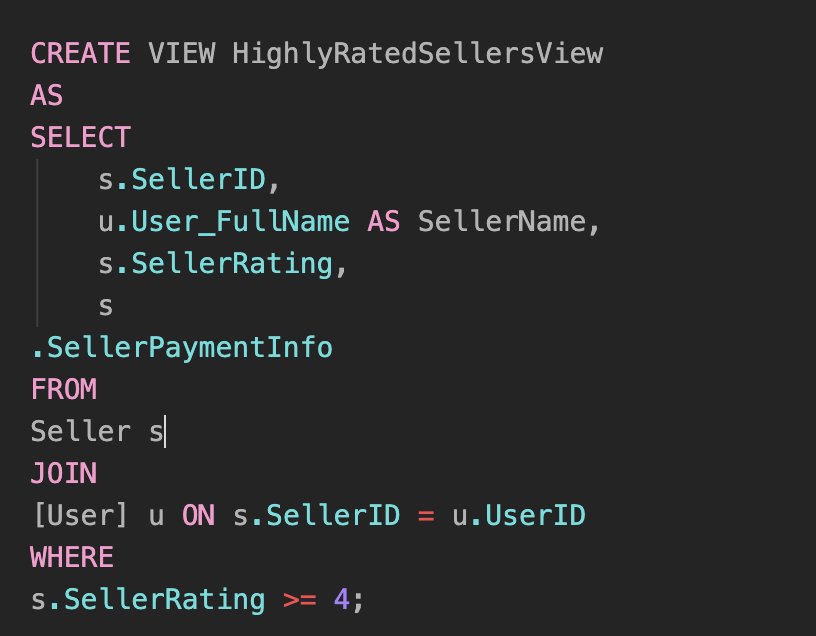 CREATE VIEW HighlyRatedSellersView
AS
SELECT
    s.SellerID,
    u.User_FullName AS SellerName,
    s.SellerRating,
    s
.SellerPaymentInfo
FROM
Seller s
JOIN
[User] u ON s.SellerID = u.UserID
WHERE
s.SellerRating >= 4;